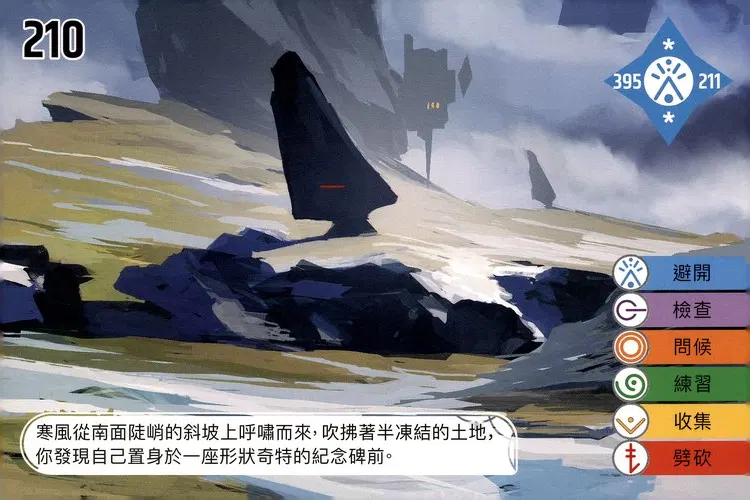 210
*
395 211
*
避開
檢查
問候
練習
收集
劈砍
寒風從南面陡峭的斜坡上呼嘯而來,吹拂著半凍結的土地,
你發現自己置身於一座形狀奇特的紀念碑前。